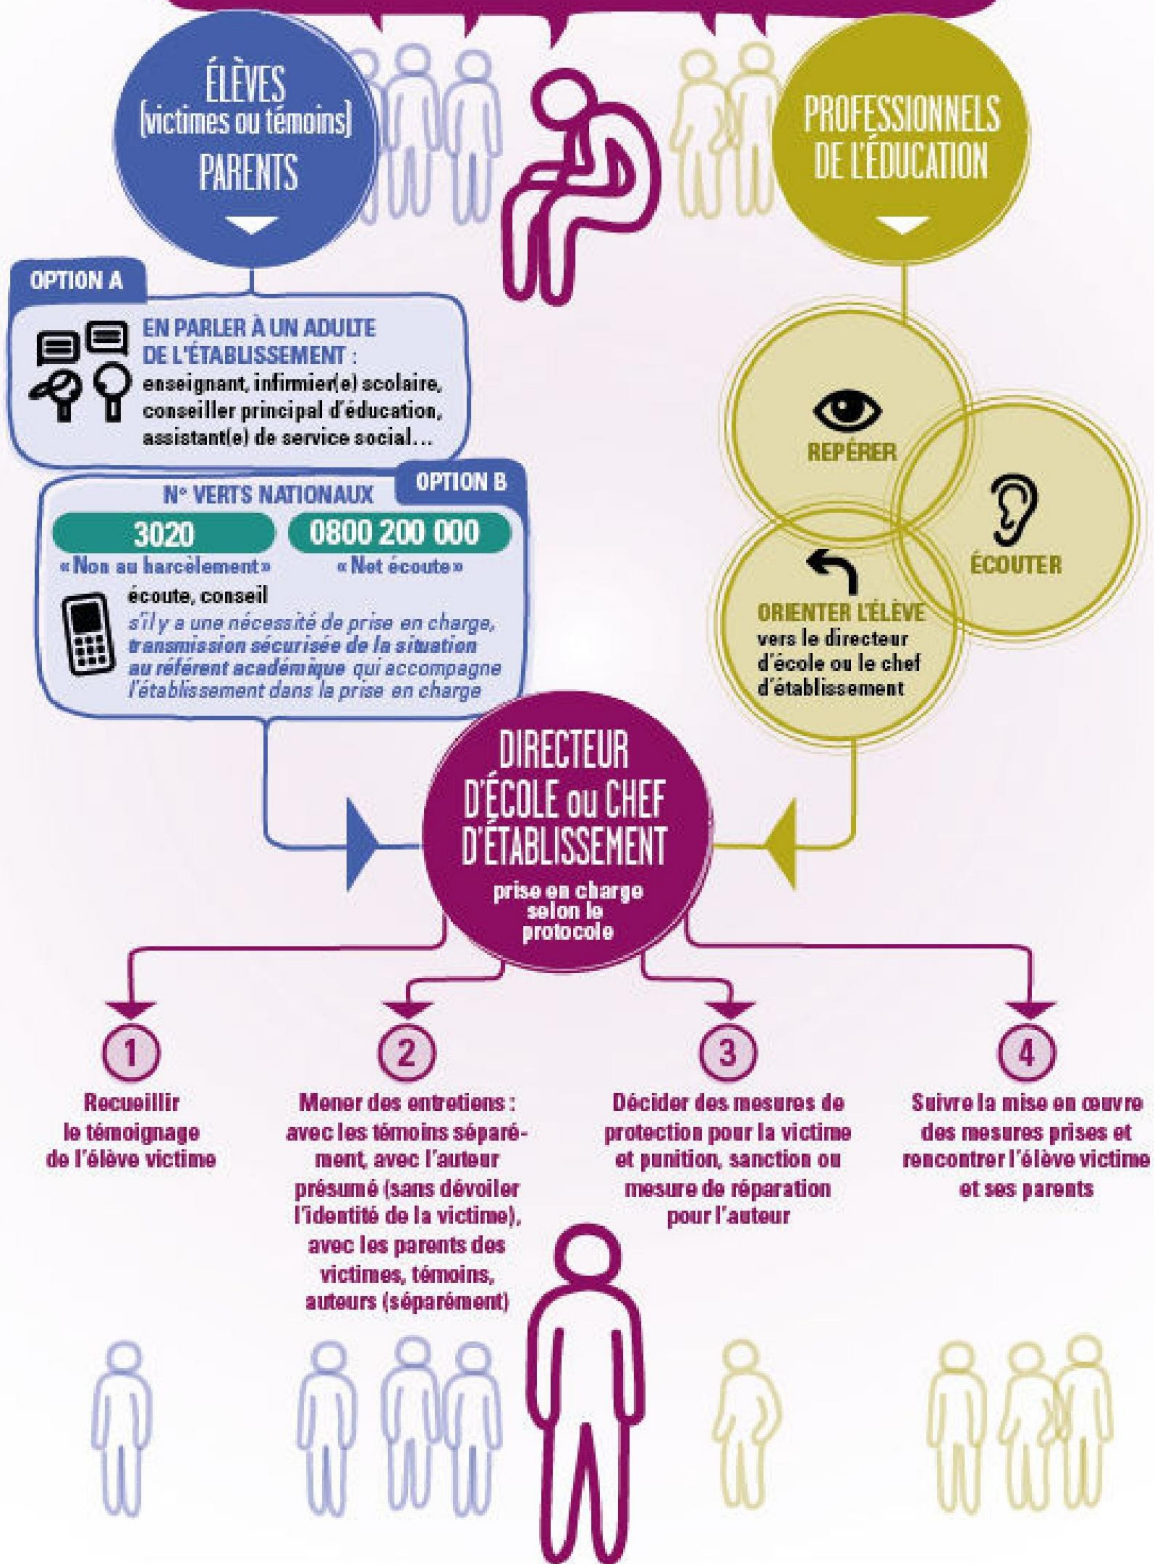 ÉLÈVES
(victimes ou témoins)
PARENTS
PROFESSIONNELS
DE L'ÉDUCATION
OPTION A
EN PARLER À UN ADULTE
DE L'ÉTABLISSEMENT :
enseignant, infirmier(e) scolaire,
conseiller principal d'éducation,
assistant(e) de service social...
OPTION B
N° VERTS NATIONAUX
3020
0800 200 000
«Non au harcèlement»
«Net écoute»
écoute, conseil
s'il y a une nécessité de prise en charge,
transmission sécurisée de la situation
au référent académique qui accompagne
l'établissement dans la prise en charge
REPÉRER
ÉCOUTER
ORIENTER L'ÉLÈVE
vers le directeur
d'école ou le chef
d'établissement
DIRECTEUR
D'ÉCOLE ou CHEF
D'ÉTABLISSEMENT
prise en charge
selon le
protocole
1
Recueillir
le témoignage
de l'élève victime
2
Mener des entretiens :
avec les témoins séparé-
ment, avec l'auteur
présumé (sans dévoiler
l'identité de la victime),
avec les parents des
victimes, témoins,
auteurs (séparément)
3
Décider des mesures de
protection pour la victime
et punition, sanction ou
mesure de réparation
pour l'auteur
4
Suivre la mise en œuvre
des mesures prises et
rencontrer l'élève victime
et ses parents